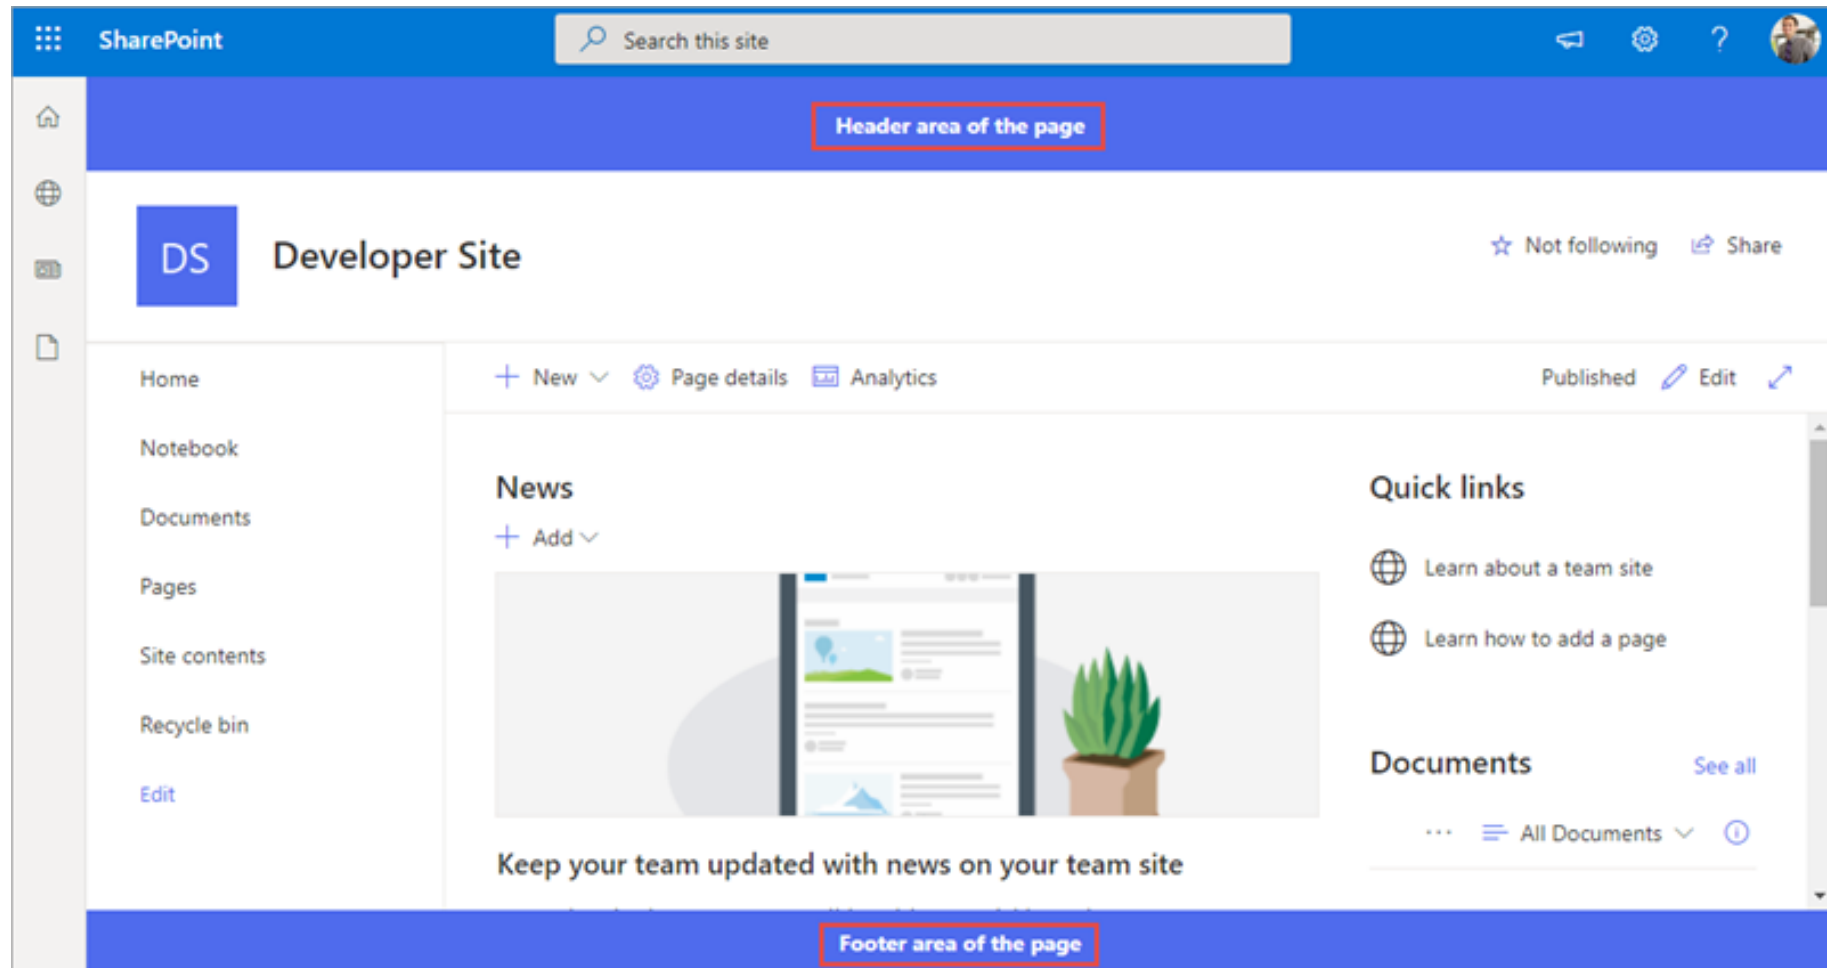 SharePoint
Search this site
?
Header area of the page
DS
Developer Site
Not following
Share
Home
Notebook
Documents
Pages
Site contents
Recycle bin
Edit
New
Page details
Analytics
Published
Edit
News
Add
Keep your team updated with news on your team site
Quick links
Learn about a team site
Learn how to add a page
Documents
See all
All Documents
Footer area of the page